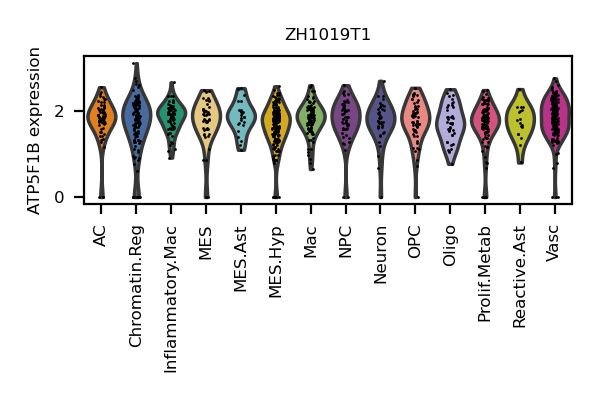 ZH1019T1
ATP5F1B expression
2
0
AC
Chromatin.Reg
Inflammatory.Mac
MES
MES.Ast
MES.Hyp
Mac
NPC
Neuron
OPC
Oligo
Prolif.Metab
Reactive.Ast
Vasc